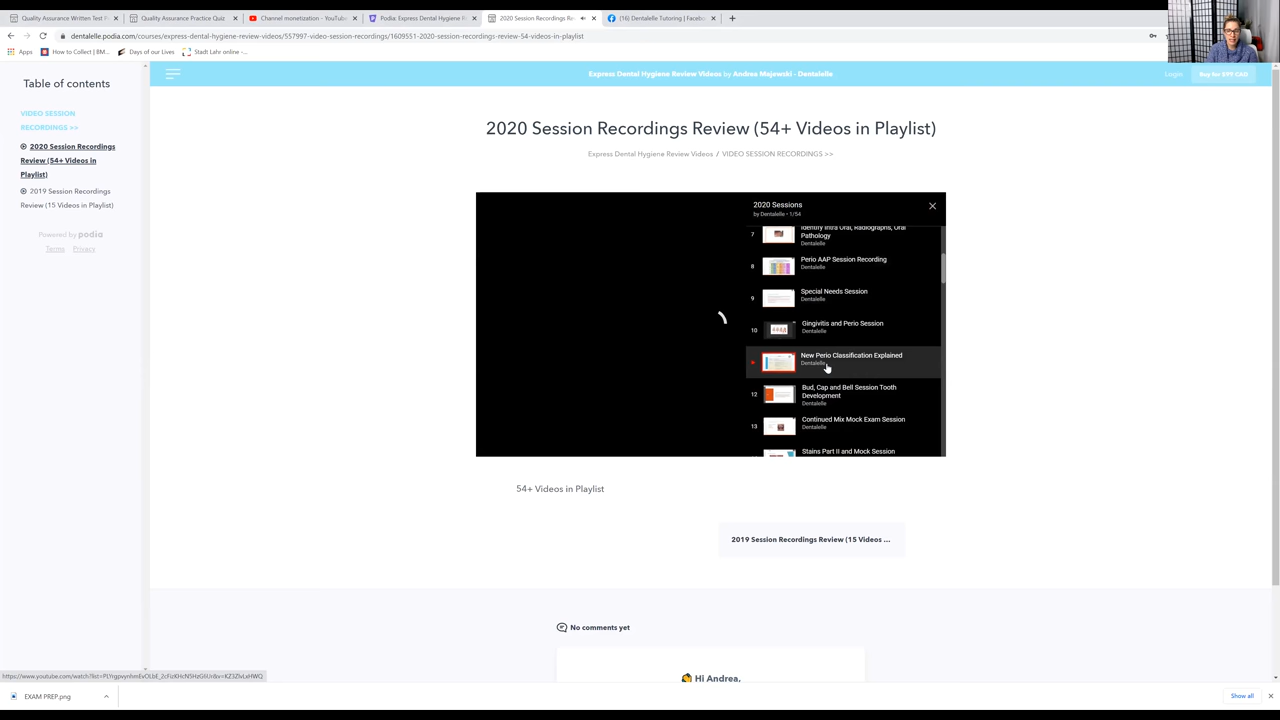 Quality Assurance Written Test R
Quality Assurance Practice Quiz
Channel monetization - YouTube
Podia: Express Dental Hygiene R
2020 Session Recordings Re
(16) Dentalelle Tutoring | Facebo
dentalelle.podia.com/courses/express-dental-hygiene-review-videos/557997-video-session-recordings/1609551-2020-session-recordings-review-54-videos-in-playlist
Apps
How to Collect | BM...
Days of our Lives
Stadt Lahr online -...
Table of contents
VIDEO SESSION
RECORDINGS >>
2020 Session Recordings
Review (54+ Videos in
Playlist)
2019 Session Recordings
Review (15 Videos in Playlist)
Powered by podia
Terms
Privacy
Express Dental Hygiene Review Videos by Andrea Majewski - Dentalelle
Login
Buy for $99 CAD
2020 Session Recordings Review (54+ Videos in Playlist)
Express Dental Hygiene Review Videos / VIDEO SESSION RECORDINGS >>
2020 Sessions
by Dentalelle • 1/54
7
Identify Intra Oral, Radiographs, Oral
Pathology
Dentalelle
8
Perio AAP Session Recording
Dentalelle
9
Special Needs Session
Dentalelle
10
Gingivitis and Perio Session
Dentalelle
New Perio Classification Explained
Dentalelle
12
Bud, Cap and Bell Session Tooth
Development
Dentalelle
13
Continued Mix Mock Exam Session
Dentalelle
Stains Part II and Mock Session
54+ Videos in Playlist
2019 Session Recordings Review (15 Videos ...
No comments yet
Hi Andrea,
EXAM PREP.png
Show all